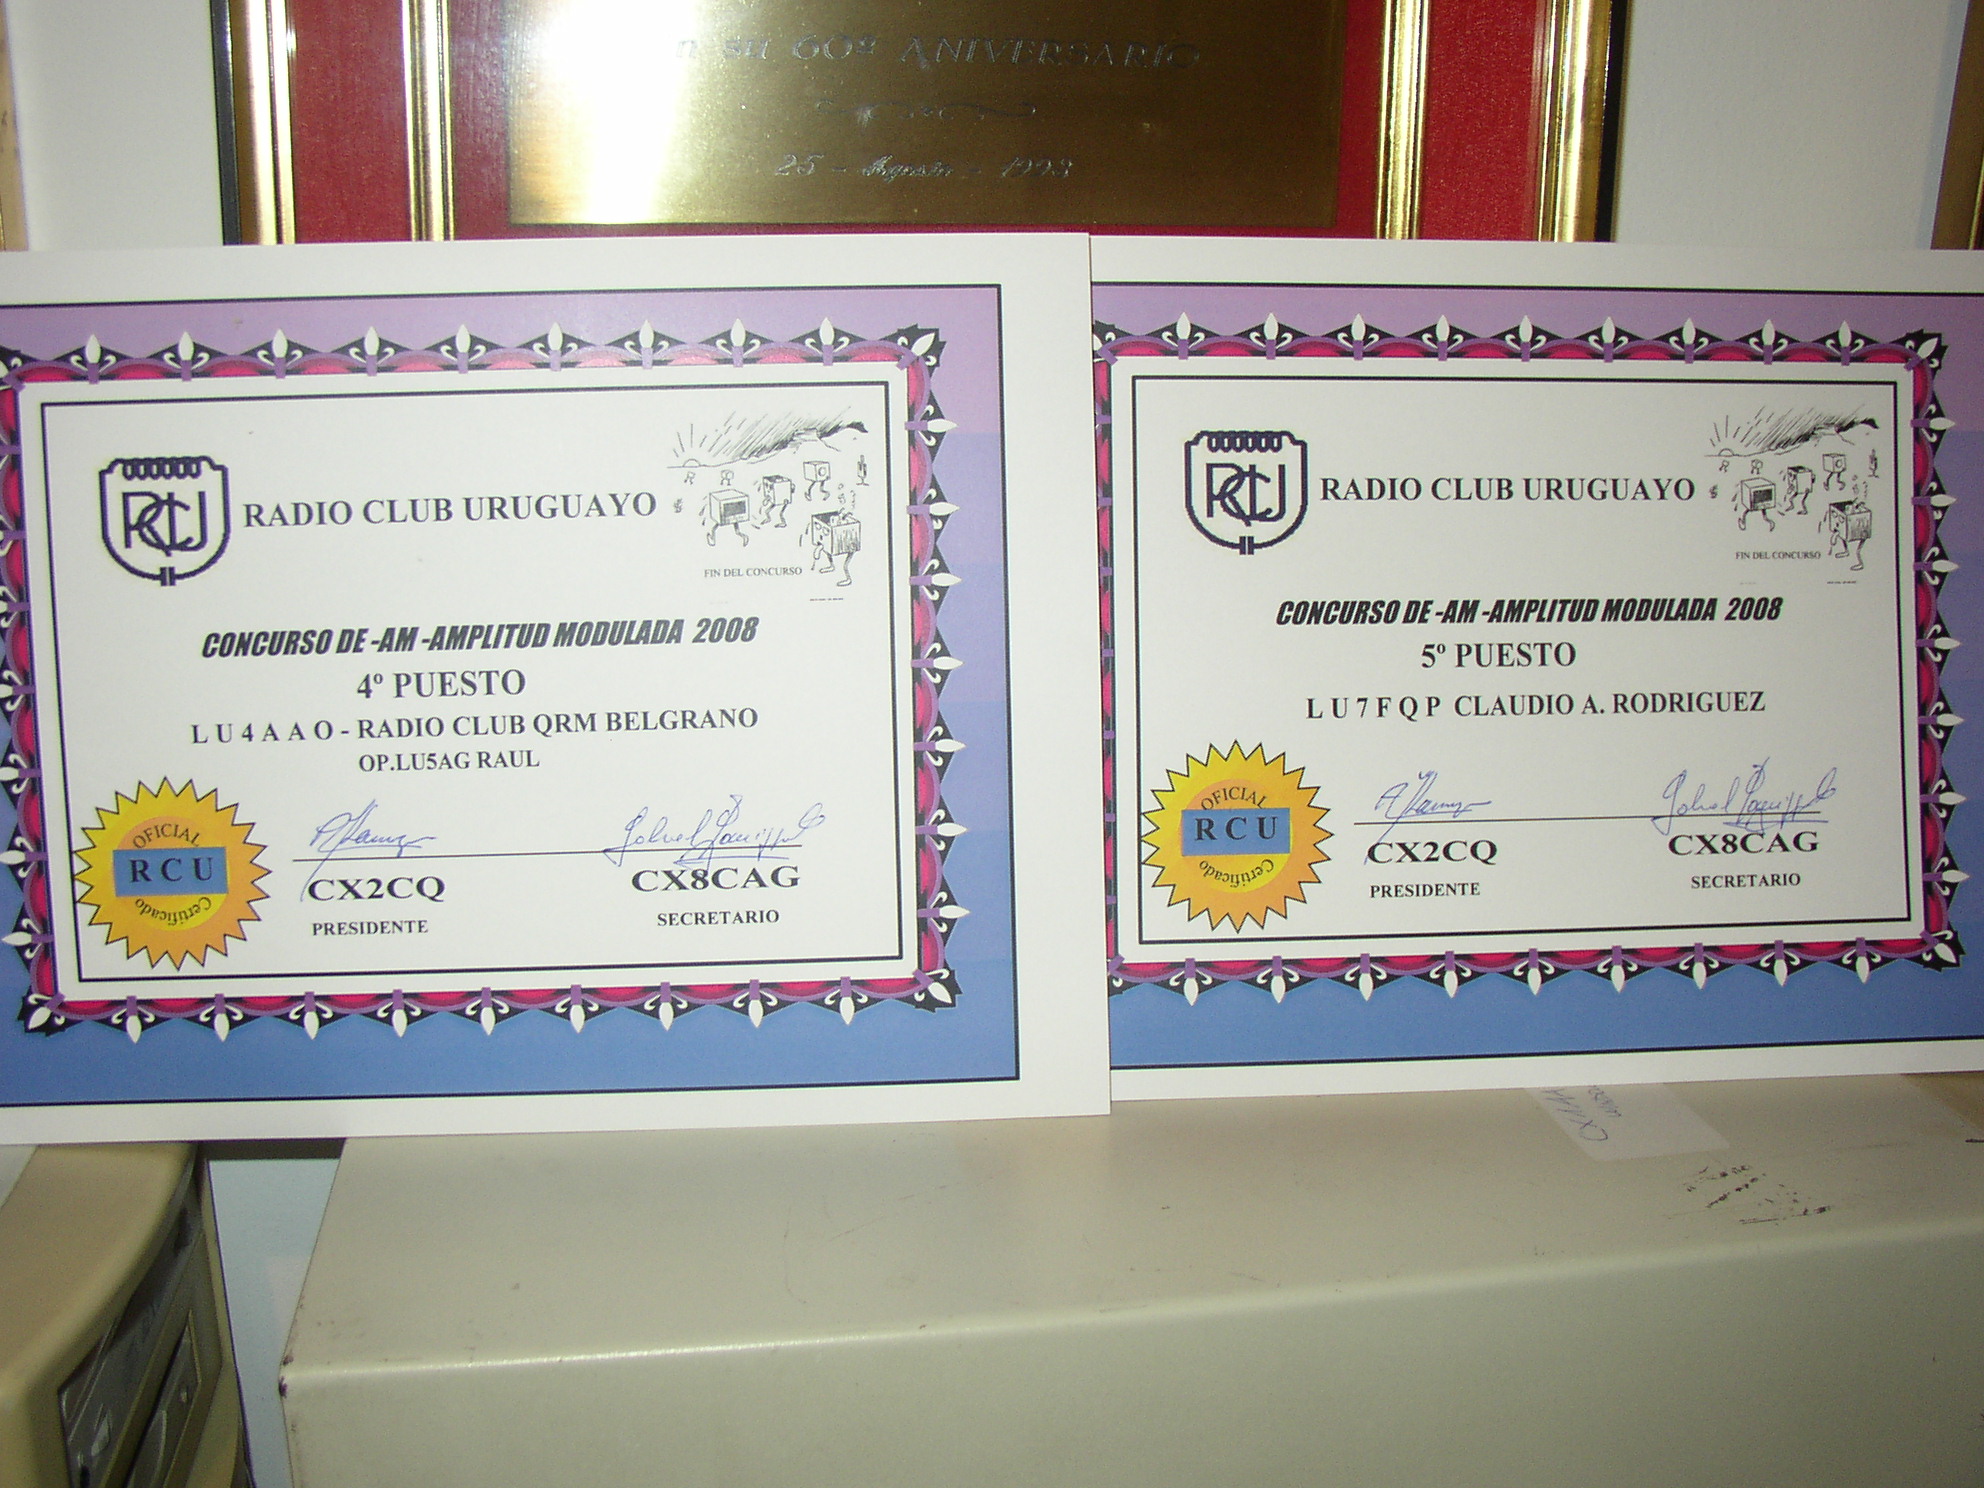 su 60º ANIVERSARIO
25 - Agosto - 1993
RCU
RADIO CLUB URUGUAYO
FIN DEL CONCURSO
CONCURSO DE -AM -AMPLITUD MODULADA 2008
4º PUESTO
L U 4 A A O - RADIO CLUB QRM BELGRANO
OP.LU5AG RAUL
OFICIAL
R C U
Certificado
CX2CQ
PRESIDENTE
CX8CAG
SECRETARIO
RCU
RADIO CLUB URUGUAYO
FIN DEL CONCURSO
CONCURSO DE -AM -AMPLITUD MODULADA 2008
5º PUESTO
L U 7 F Q P CLAUDIO A. RODRIGUEZ
OFICIAL
R C U
Certificado
CX2CQ
PRESIDENTE
CX8CAG
SECRETARIO